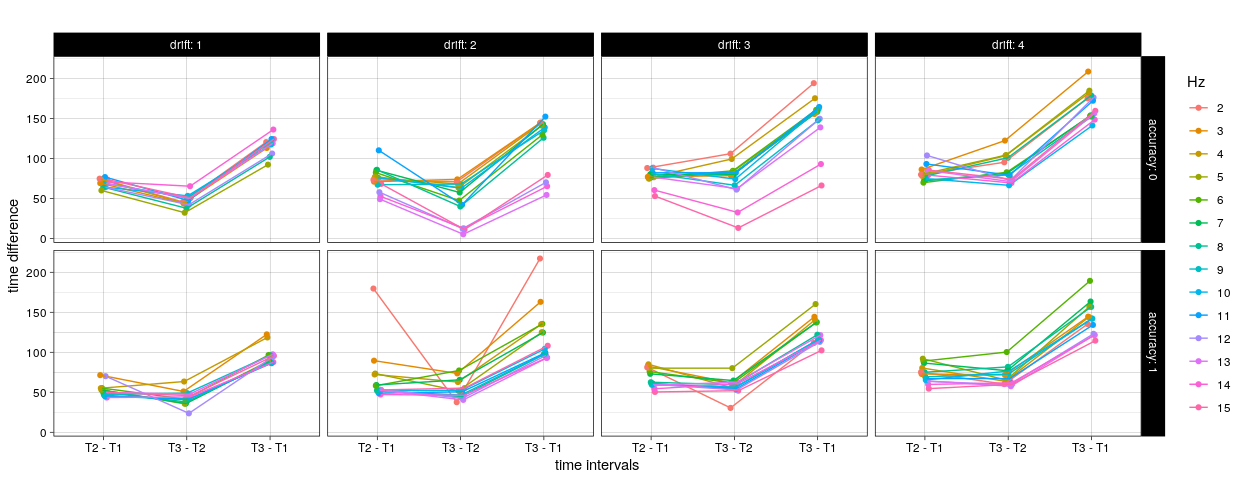 drift: 1
drift: 2
drift: 3
drift: 4
200
150
100
50
0
accuracy: 0
200
150
100
50
0
accuracy: 1
time difference
T2 - T1
T3 - T2
T3 - T1
T2 - T1
T3 - T2
T3 - T1
T2 - T1
T3 - T2
T3 - T1
T2 - T1
T3 - T2
T3 - T1
time intervals
Hz
2
3
4
5
6
7
8
9
10
11
12
13
14
15